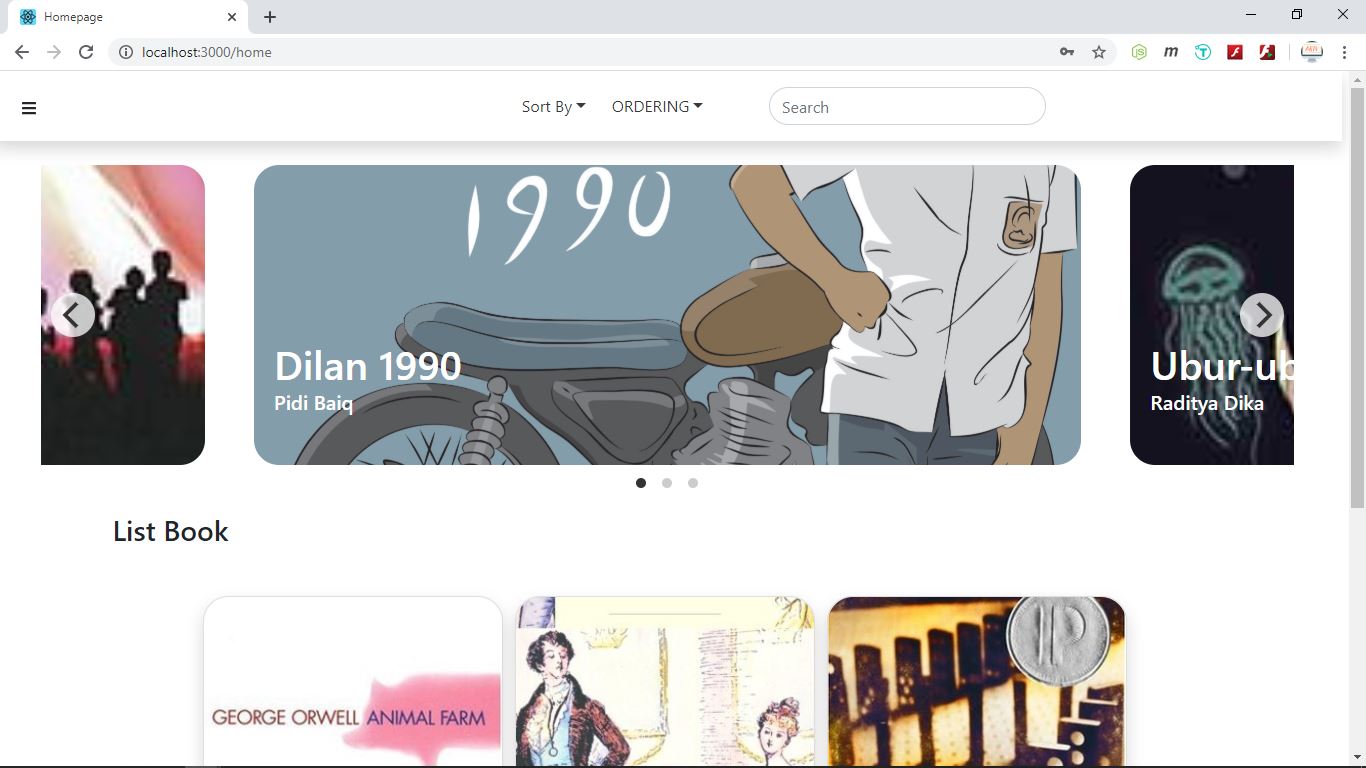 Homepage
localhost:3000/home
Sort By
ORDERING
Search
1990
Dilan 1990
Pidi Baiq
Ubur-ub
Raditya Dika
List Book
GEORGE ORWELL ANIMAL FARM